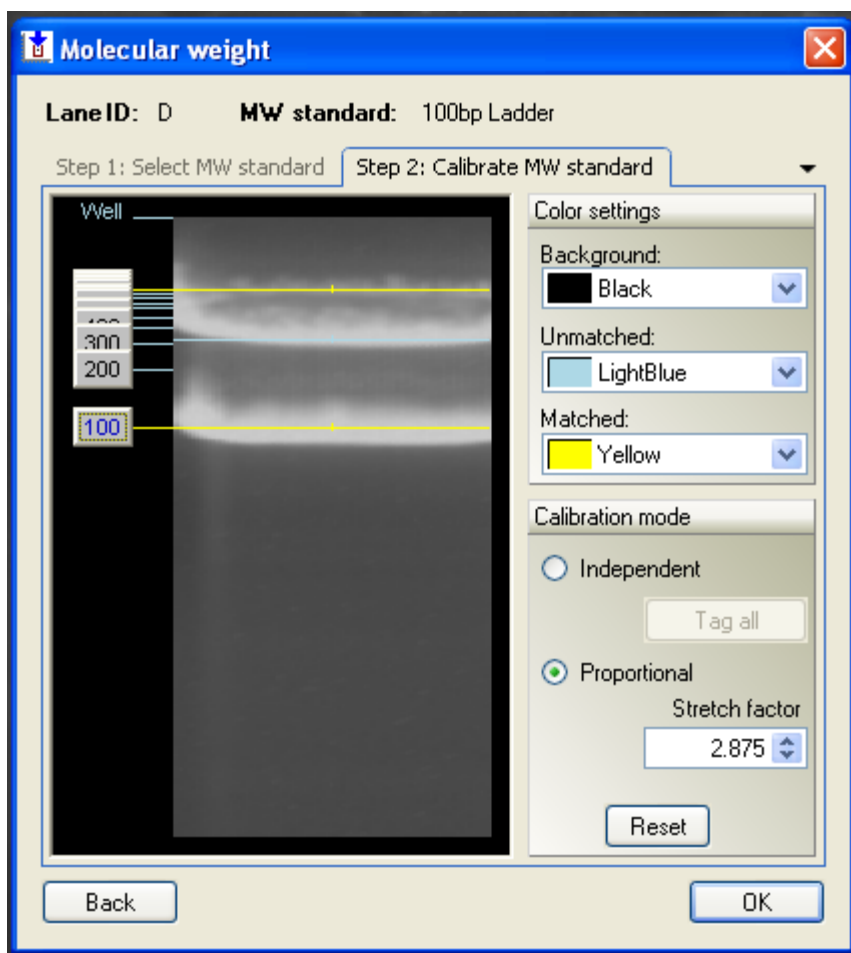 Molecular weight
Lane ID: D MW standard: 100bp Ladder
Step 1: Select MW standard Step 2: Calibrate MW standard
Well
300
200
100
Color settings
Background:
Black
Unmatched:
LightBlue
Matched:
Yellow
Calibration mode
Independent
Tag all
Proportional
Stretch factor
2.875
Reset
Back OK